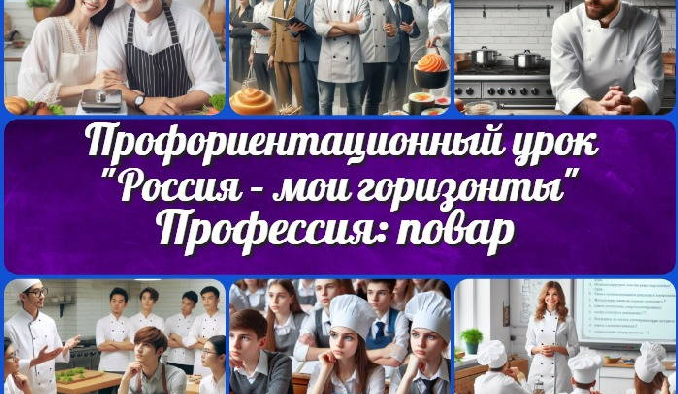 Профориентационный урок
"Россия – мои горизонты"
Профессия: повар